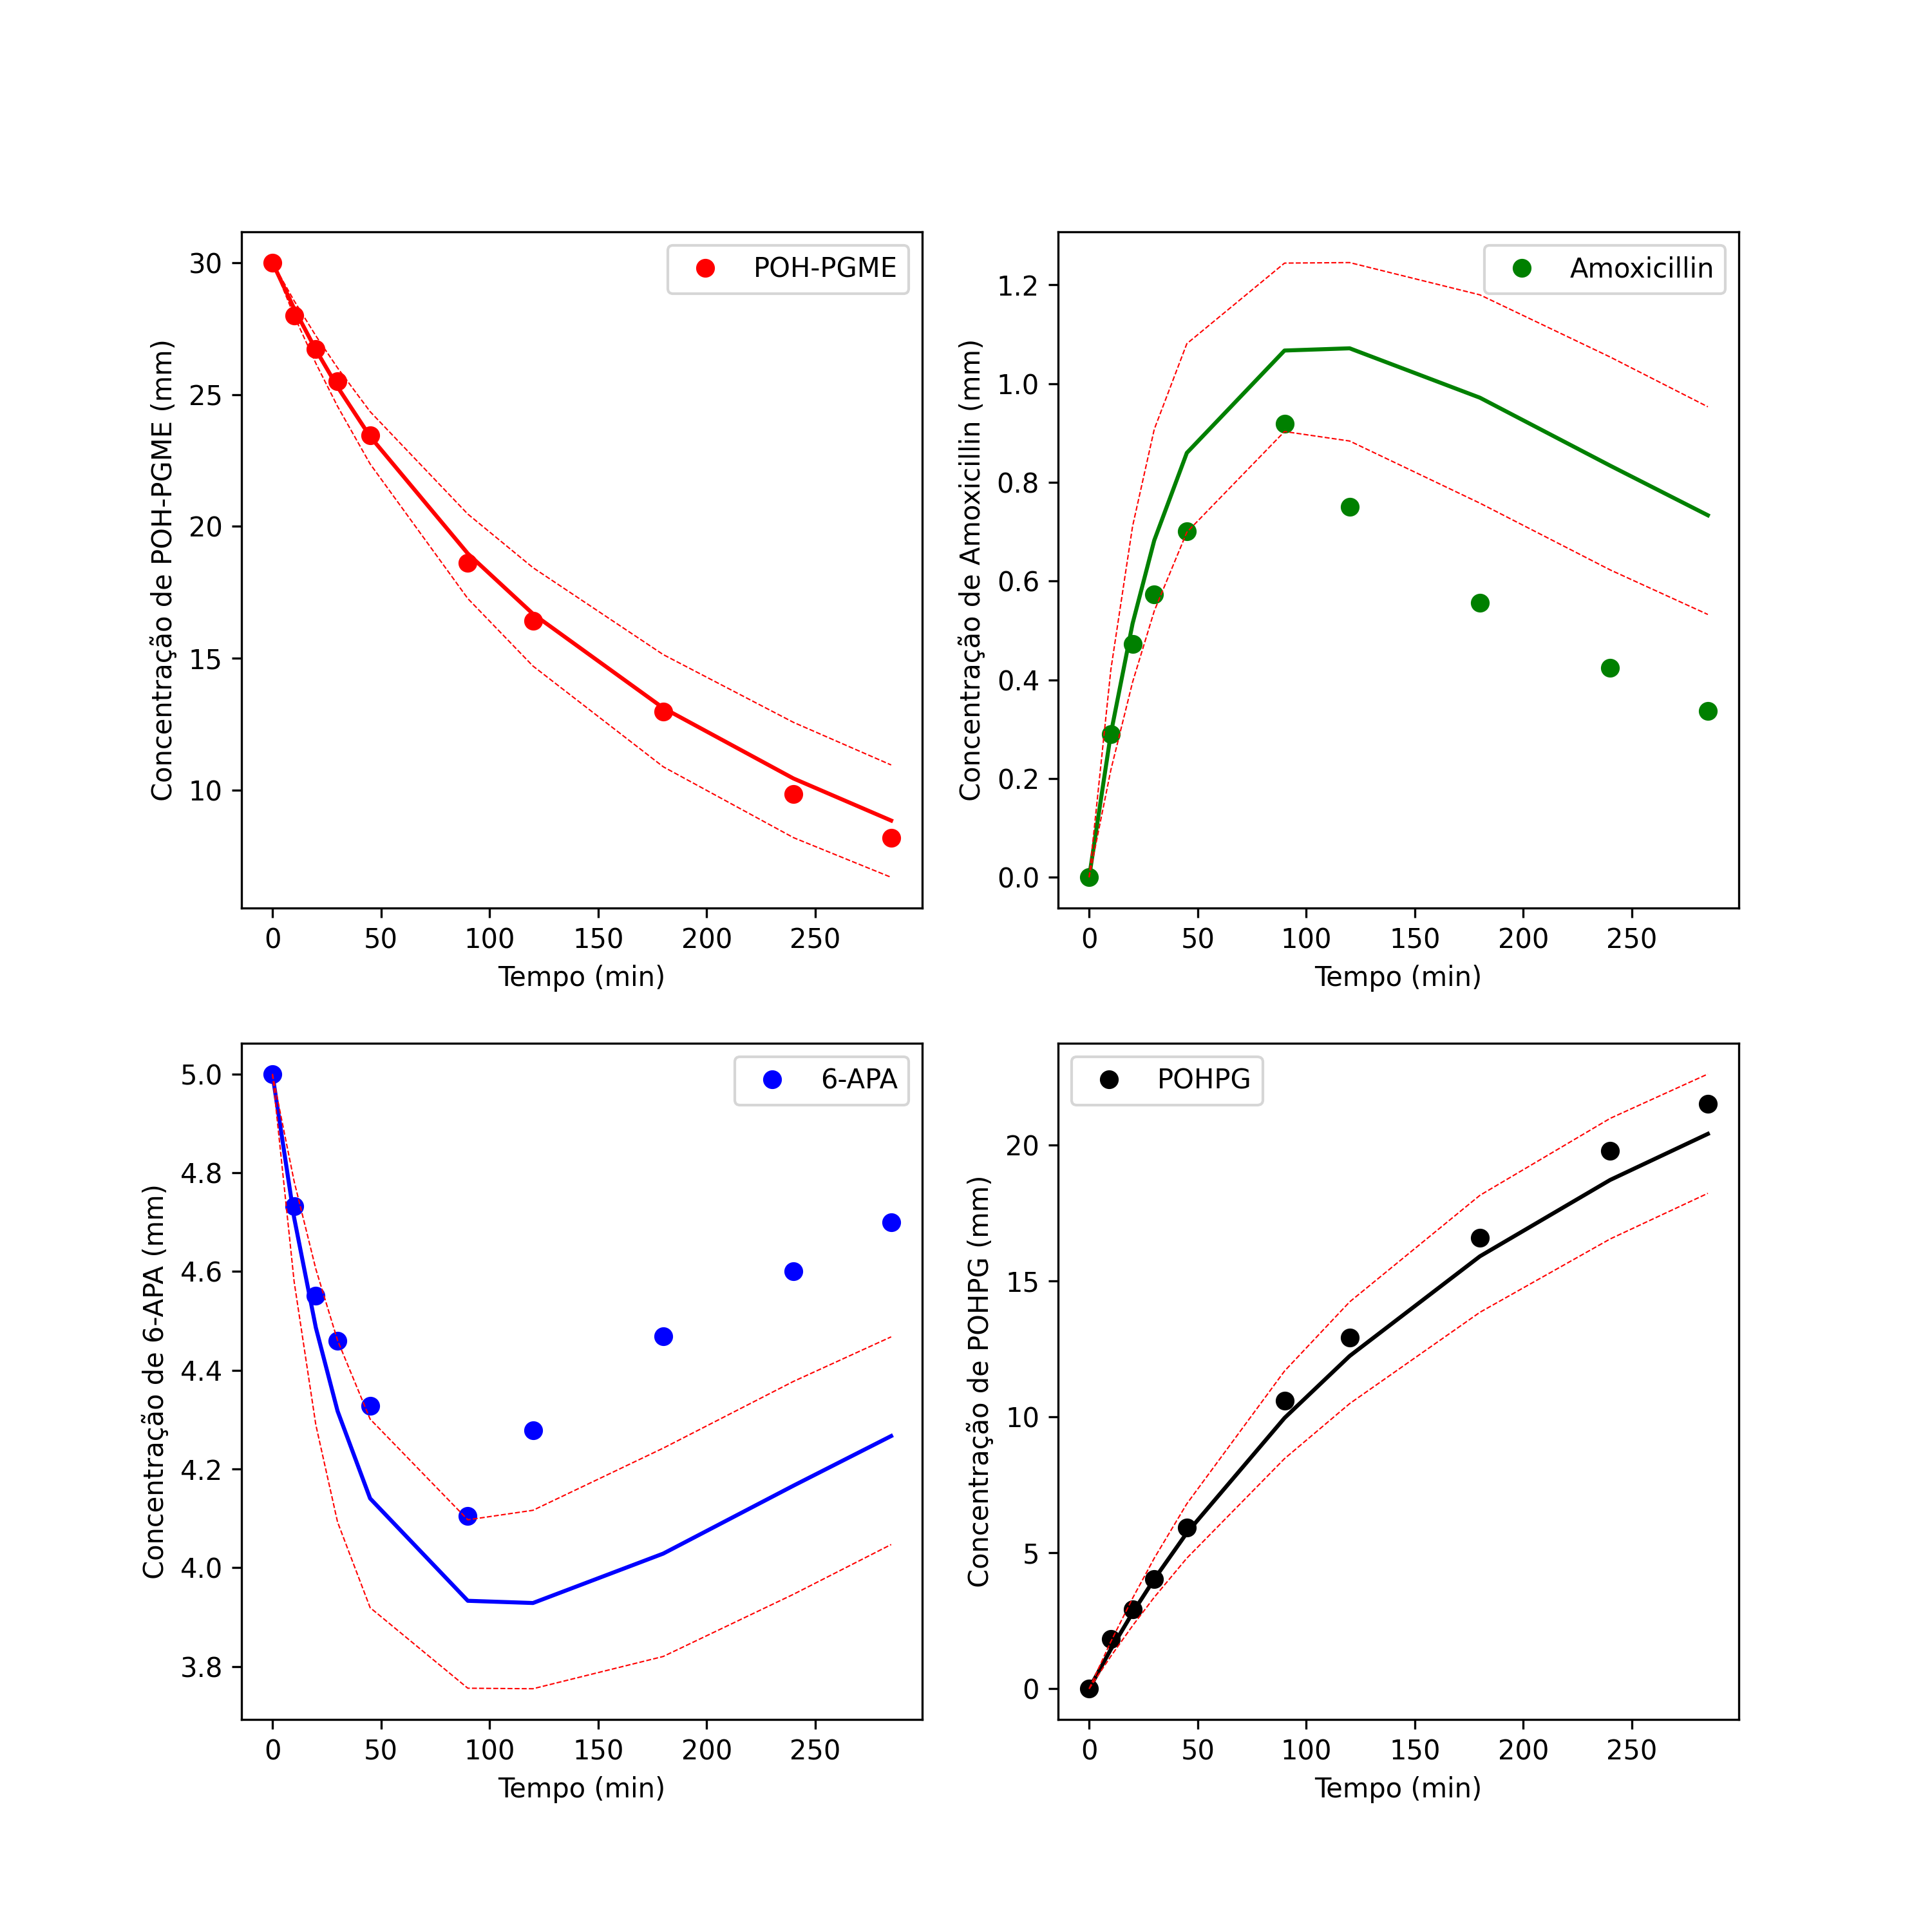 Concentração de POH-PGME (mm)
30
25
20
15
10
POH-PGME
0 50 100 150 200 250
Tempo (min)
Concentração de Amoxicillin (mm)
1.2
1.0
0.8
0.6
0.4
0.2
0.0
Amoxicillin
0 50 100 150 200 250
Tempo (min)
Concentração de 6-APA (mm)
5.0
4.8
4.6
4.4
4.2
4.0
3.8
6-APA
0 50 100 150 200 250
Tempo (min)
Concentração de POHPG (mm)
20
15
10
5
0
POHPG
0 50 100 150 200 250
Tempo (min)